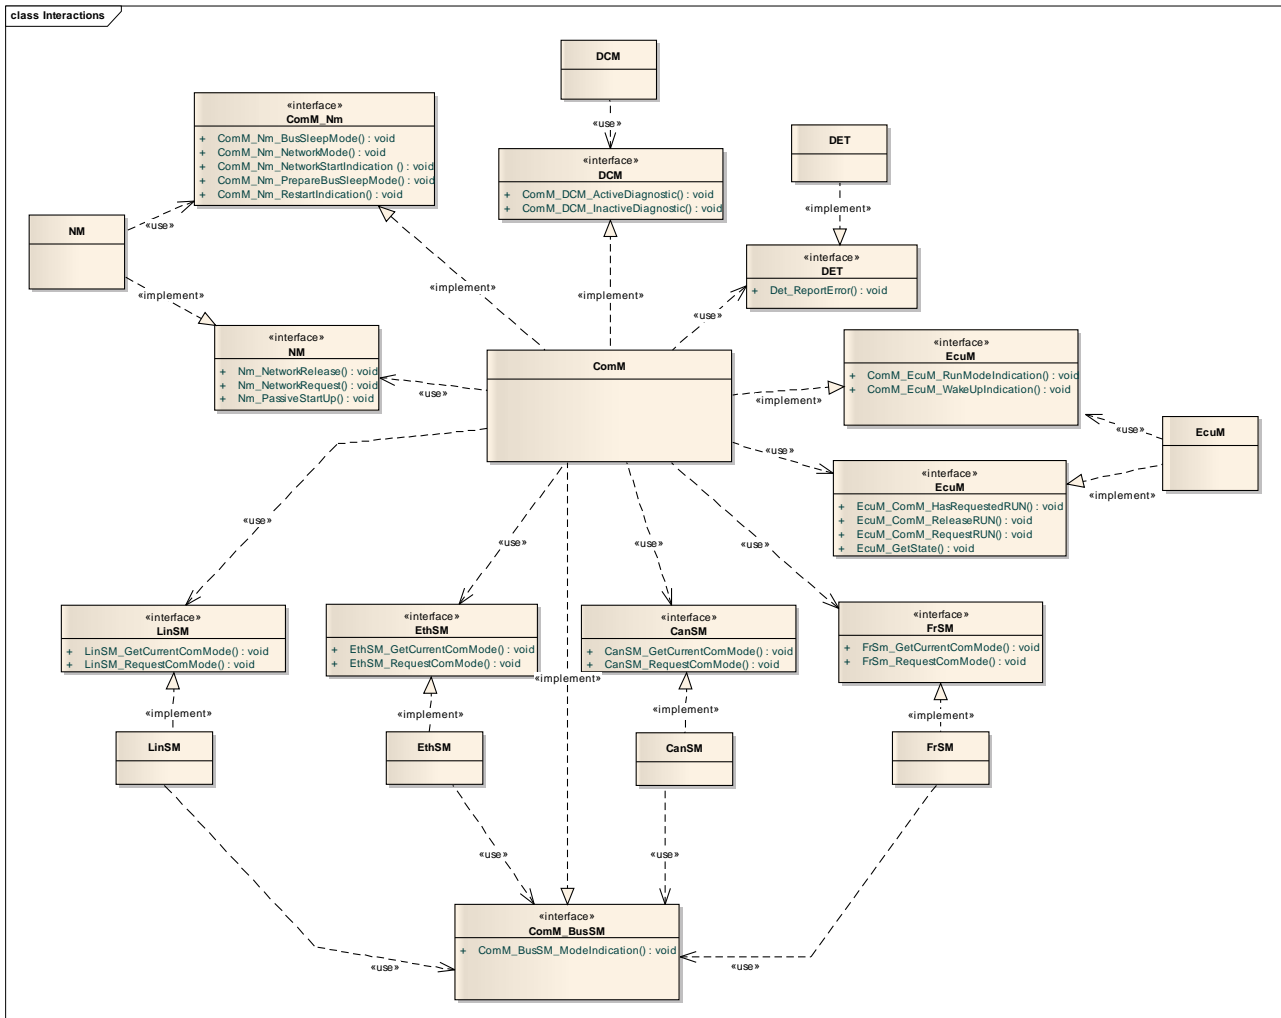 class Interactions
DCM
«interface»
ComM_Nm
+ ComM_Nm_BusSleepMode() : void
+ ComM_Nm_NetworkMode() : void
+ ComM_Nm_NetworkStartIndication () : void
+ ComM_Nm_PrepareBusSleepMode() : void
+ ComM_Nm_RestartIndication() : void
«use»
«interface»
DCM
+ ComM_DCM_ActiveDiagnostic() : void
+ ComM_DCM_InactiveDiagnostic() : void
DET
«implement»
NM
«use»
«interface»
DET
+ Det_ReportError() : void
«implement»
«implement»
«implement»
«use»
«interface»
NM
+ Nm_NetworkRelease() : void
+ Nm_NetworkRequest() : void
+ Nm_PassiveStartUp() : void
«use»
ComM
«implement»
«interface»
EcuM
+ ComM_EcuM_RunModeIndication() : void
+ ComM_EcuM_WakeUpIndication() : void
«use»
EcuM
«use»
«implement»
«interface»
EcuM
+ EcuM_ComM_HasRequestedRUN() : void
+ EcuM_ComM_ReleaseRUN() : void
+ EcuM_ComM_RequestRUN() : void
+ EcuM_GetState() : void
«use»
«use»
«use»
«use»
«interface»
LinSM
+ LinSM_GetCurrentComMode() : void
+ LinSM_RequestComMode() : void
«interface»
EthSM
+ EthSM_GetCurrentComMode() : void
+ EthSM_RequestComMode() : void
«interface»
CanSM
+ CanSM_GetCurrentComMode() : void
+ CanSM_RequestComMode() : void
«interface»
FrSM
+ FrSm_GetCurrentComMode() : void
+ FrSm_RequestComMode() : void
«implement»
«implement»
«implement»
«implement»
«implement»
LinSM
EthSM
CanSM
FrSM
«use»
«use»
«interface»
ComM_BusSM
+ ComM_BusSM_ModeIndication() : void
«use»
«use»